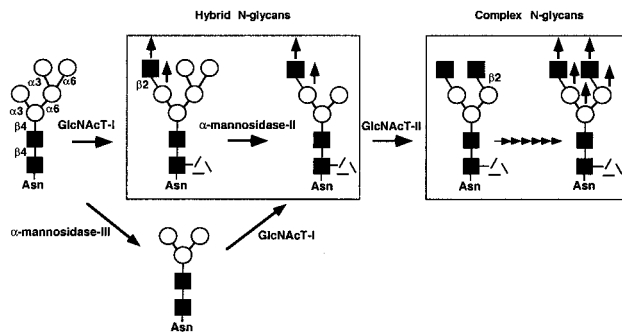 Hybrid N-glycans
Complex N-glycans
α3
α6
α3
α6
β4
β4
Asn
GlcNAcT-I
β2
Asn
α-mannosidase-II
Asn
GlcNAcT-II
β2
Asn
Asn
α-mannosidase-III
GlcNAcT-I
Asn